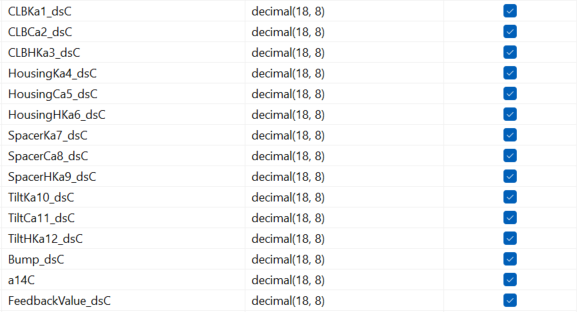 CLBKa1_dsC decimal(18, 8)
CLBCa2_dsC decimal(18, 8)
CLBHKa3_dsC decimal(18, 8)
HousingKa4_dsC decimal(18, 8)
HousingCa5_dsC decimal(18, 8)
HousingHKa6_dsC decimal(18, 8)
SpacerKa7_dsC decimal(18, 8)
SpacerCa8_dsC decimal(18, 8)
SpacerHKa9_dsC decimal(18, 8)
TiltKa10_dsC decimal(18, 8)
TiltCa11_dsC decimal(18, 8)
TiltHKa12_dsC decimal(18, 8)
Bump_dsC decimal(18, 8)
a14C decimal(18, 8)
FeedbackValue_dsC decimal(18, 8)